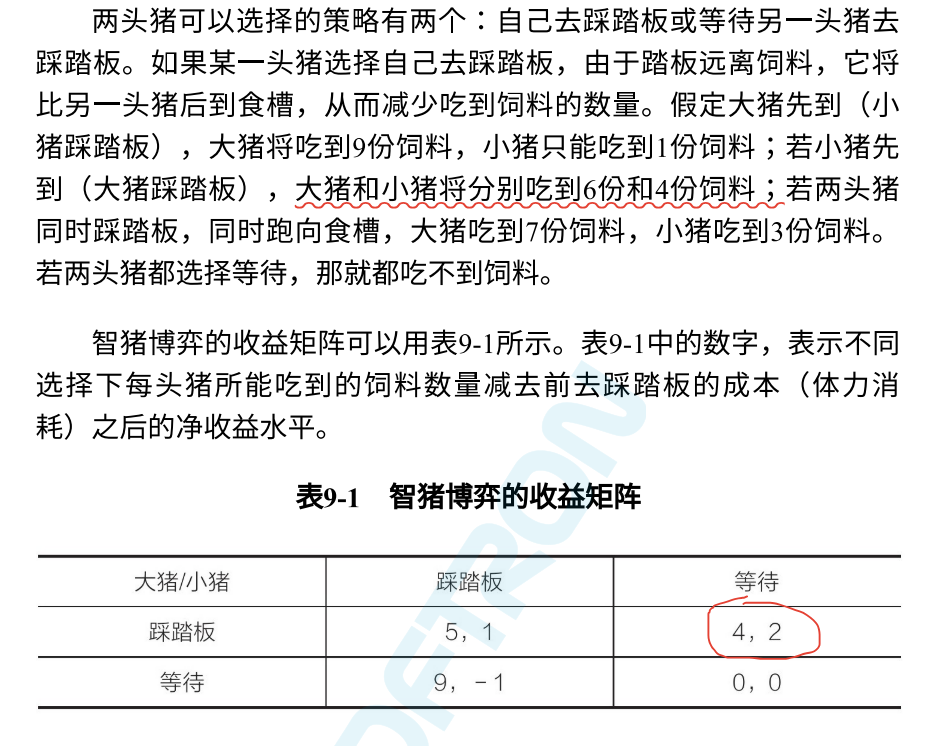 两头猪可以选择的策略有两个：自己去踩踏板或等待另一头猪去
踩踏板。如果某一头猪选择自己去踩踏板，由于踏板远离饲料，它将
比另一头猪后到食槽，从而减少吃到饲料的数量。假定大猪先到（小
猪踩踏板），大猪将吃到9份饲料，小猪只能吃到1份饲料；若小猪先
到（大猪踩踏板），大猪和小猪将分别吃到6份和4份饲料；若两头猪
同时踩踏板，同时跑向食槽，大猪吃到7份饲料，小猪吃到3份饲料。
若两头猪都选择等待，那就都吃不到饲料。
智猪博弈的收益矩阵可以用表9-1所示。表9-1中的数字，表示不同
选择下每头猪所能吃到的饲料数量减去前去踩踏板的成本（体力消
耗）之后的净收益水平。
表9-1 智猪博弈的收益矩阵
大猪/小猪 踩踏板 等待
踩踏板 5，1 4，2
等待 9，-1 0，0
OFTRON